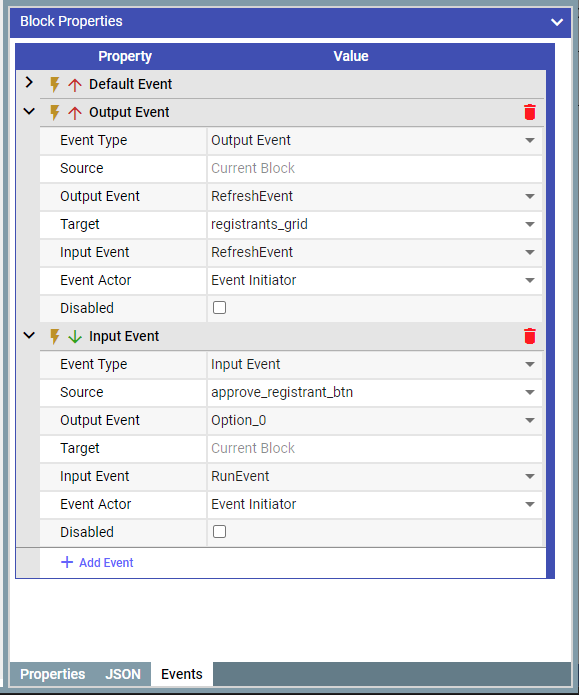 Block Properties
Property Value
Default Event
Output Event
Event Type Output Event
Source Current Block
Output Event RefreshEvent
Target registrants_grid
Input Event RefreshEvent
Event Actor Event Initiator
Disabled
Input Event
Event Type Input Event
Source approve_registrant_btn
Output Event Option_0
Target Current Block
Input Event RunEvent
Event Actor Event Initiator
Disabled
+ Add Event
Properties JSON Events